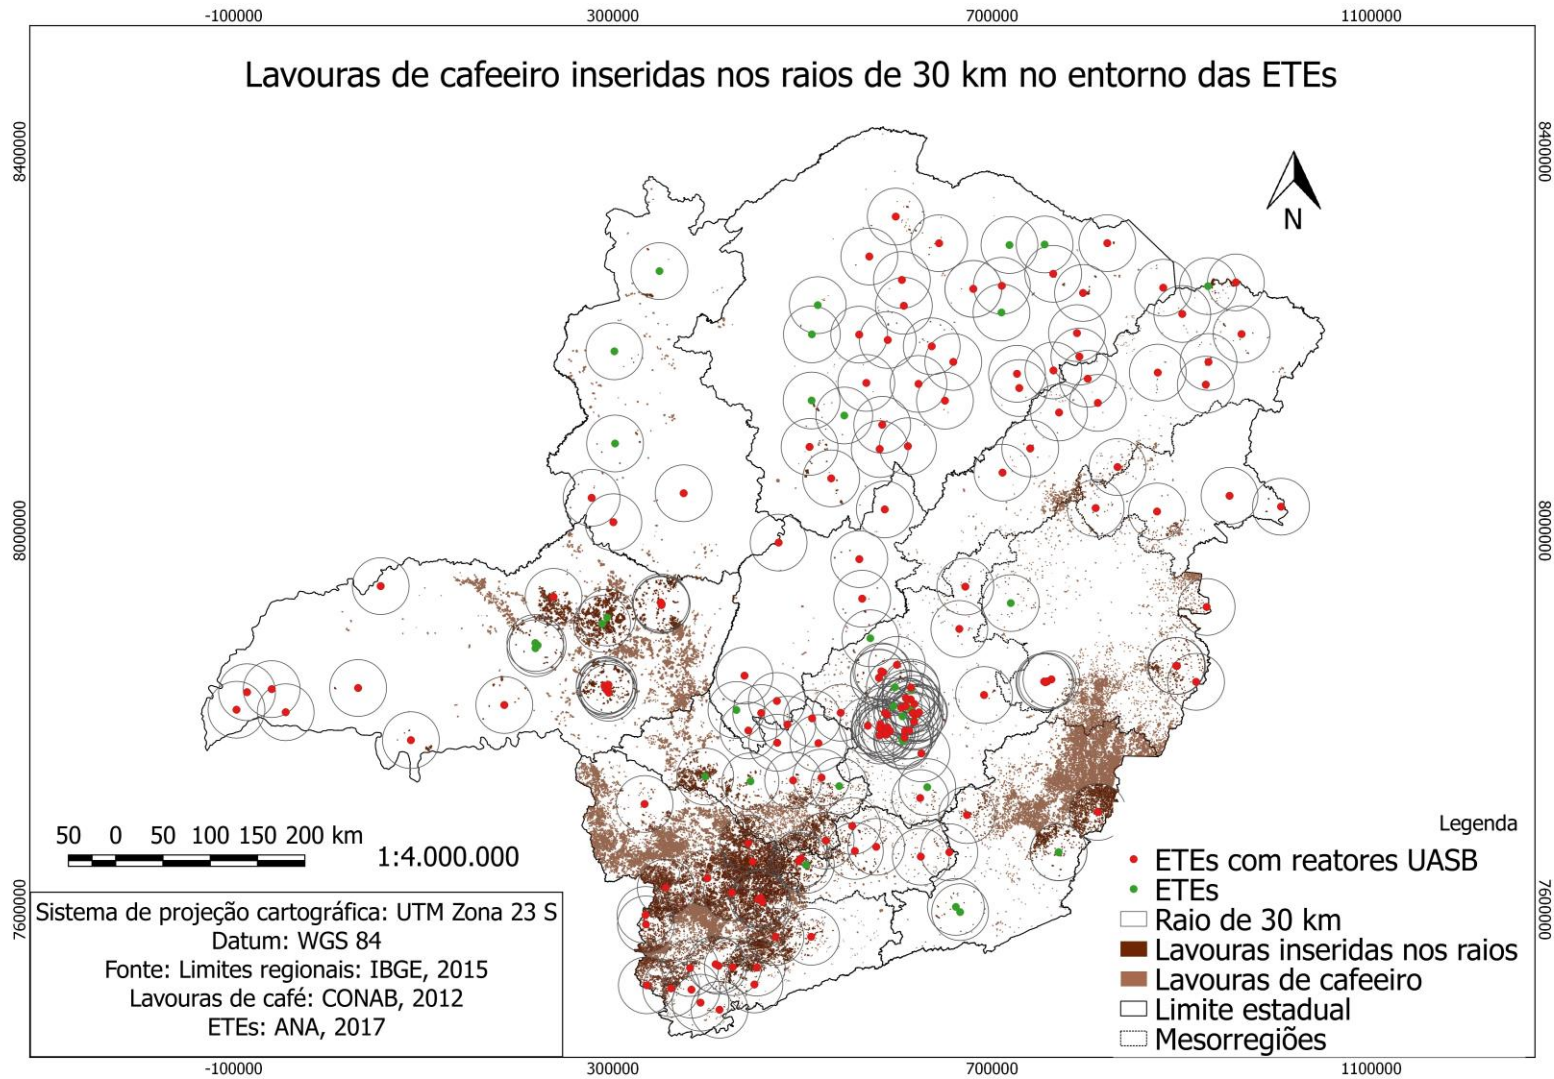 -100000 300000 700000 1100000
Lavouras de cafeeiro inseridas nos raios de 30 km no entorno das ETEs
8400000 8400000
N
8000000 8000000
7600000 7600000
50 0 50 100 150 200 km
1:4.000.000
Sistema de projeção cartográfica: UTM Zona 23 S
Datum: WGS 84
Fonte: Limites regionais: IBGE, 2015
Lavouras de café: CONAB, 2012
ETEs: ANA, 2017
Legenda
ETEs com reatores UASB
ETEs
Raio de 30 km
Lavouras inseridas nos raios
Lavouras de cafeeiro
Limite estadual
Mesorregiões
-100000 300000 700000 1100000